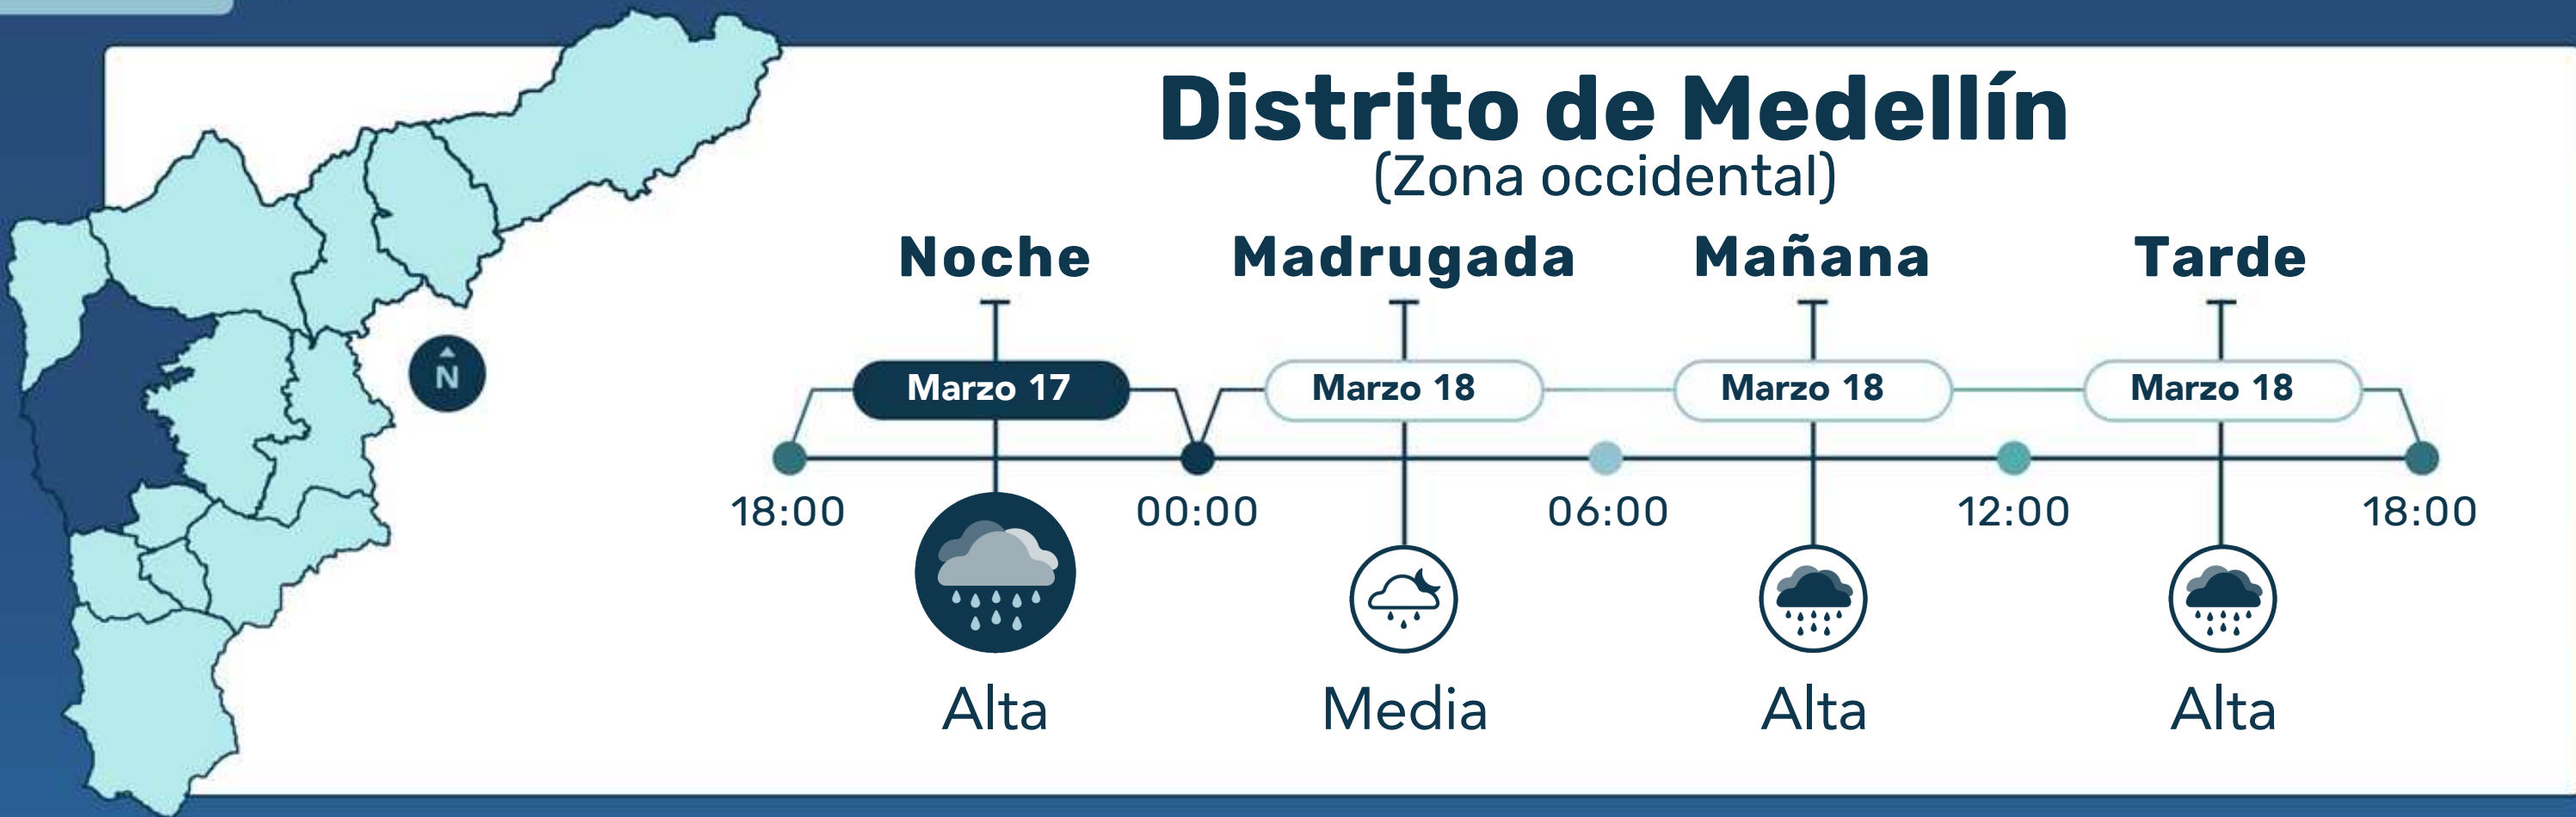 Distrito de Medellín
(Zona occidental)
Noche Madrugada Mañana Tarde
Marzo 17 Marzo 18 Marzo 18 Marzo 18
N
18:00 00:00 06:00 12:00 18:00
Alta Media Alta Alta